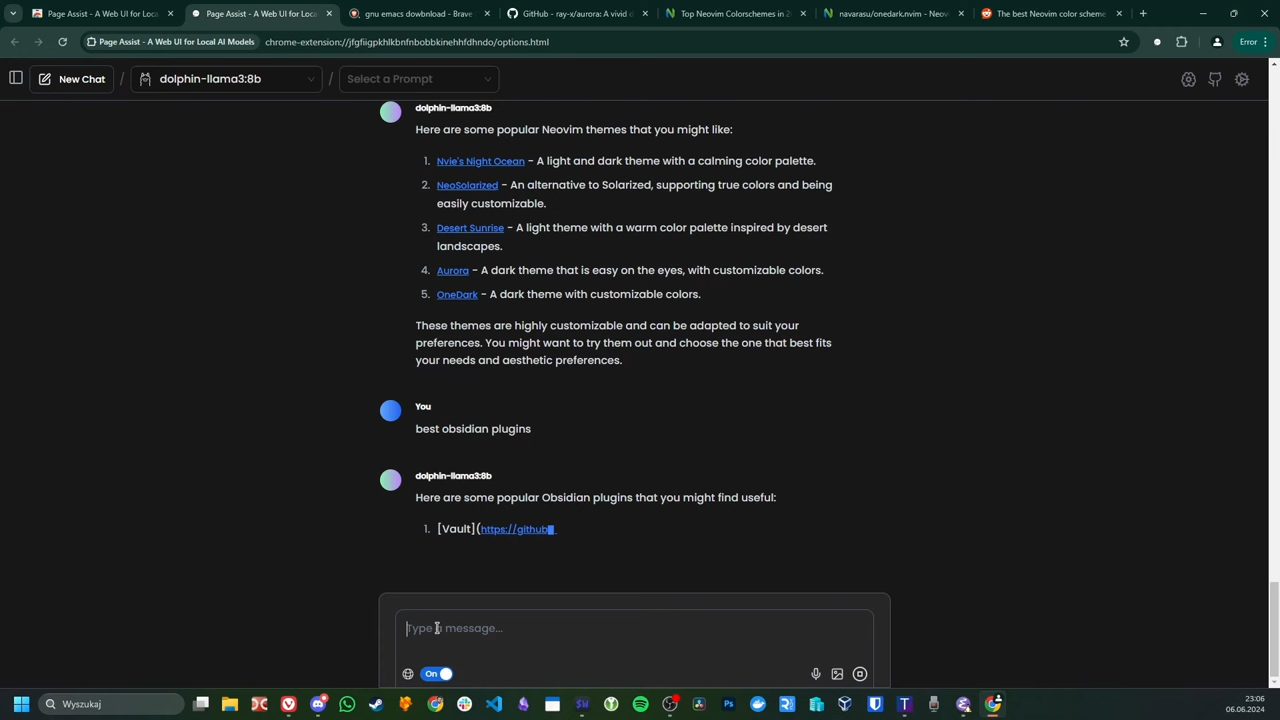 Page Assist - A Web UI for Loca
Page Assist - A Web UI for Loca
gnu emacs dowbnload - Brave
GitHub - ray-x/aurora: A vivid d
Top Neovim Colorschemes in 2
navarasu/onedark.nvim - Neov
The best Neovim color scheme
Page Assist - A Web UI for Local AI Models
chrome-extension://jfgfiigpkhlkbnfnbobbkinehhfdhndo/options.html
Error
New Chat / dolphin-llama3:8b / Select a Prompt
dolphin-llama3:8b
Here are some popular Neovim themes that you might like:
1. Nvie's Night Ocean - A light and dark theme with a calming color palette.
2. NeoSolarized - An alternative to Solarized, supporting true colors and being
easily customizable.
3. Desert Sunrise - A light theme with a warm color palette inspired by desert
landscapes.
4. Aurora - A dark theme that is easy on the eyes, with customizable colors.
5. OneDark - A dark theme with customizable colors.
These themes are highly customizable and can be adapted to suit your
preferences. You might want to try them out and choose the one that best fits
your needs and aesthetic preferences.
You
best obsidian plugins
dolphin-llama3:8b
Here are some popular Obsidian plugins that you might find useful:
1. [Vault](https://github
Type a message...
On
Wyszukaj
23:06
06.06.2024